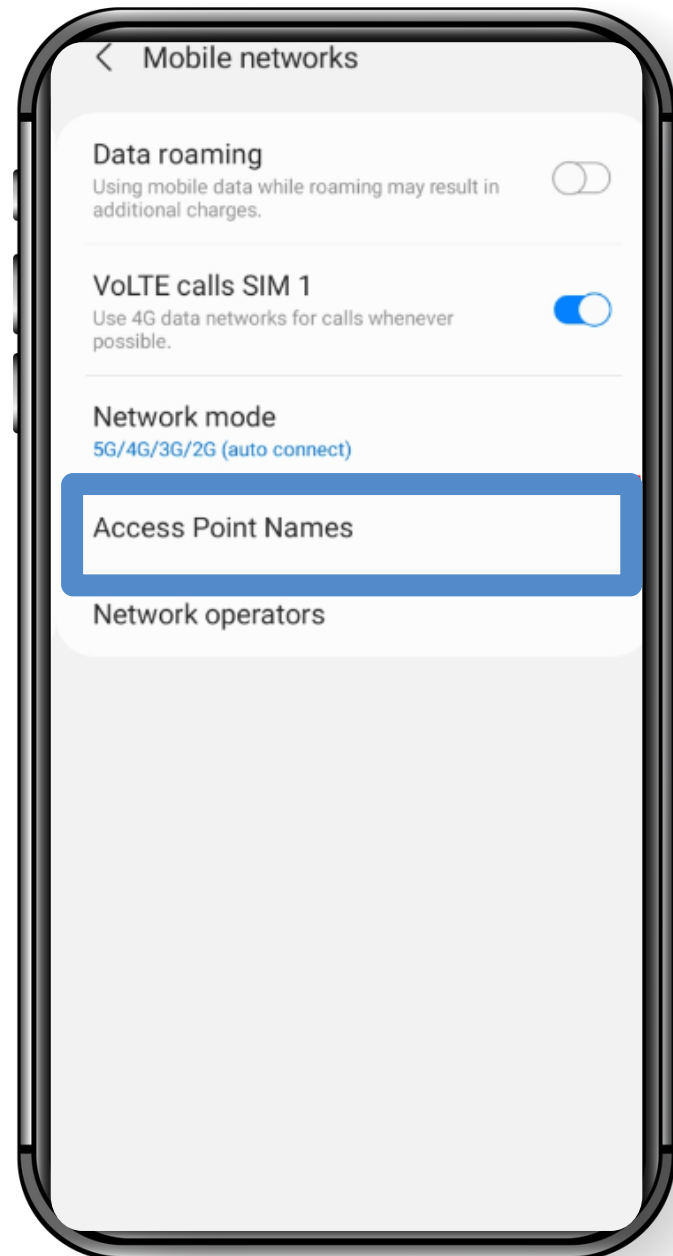 Mobile networks
Data roaming
Using mobile data while roaming may result in
additional charges.
VoLTE calls SIM 1
Use 4G data networks for calls whenever
possible.
Network mode
5G/4G/3G/2G (auto connect)
Access Point Names
Network operators